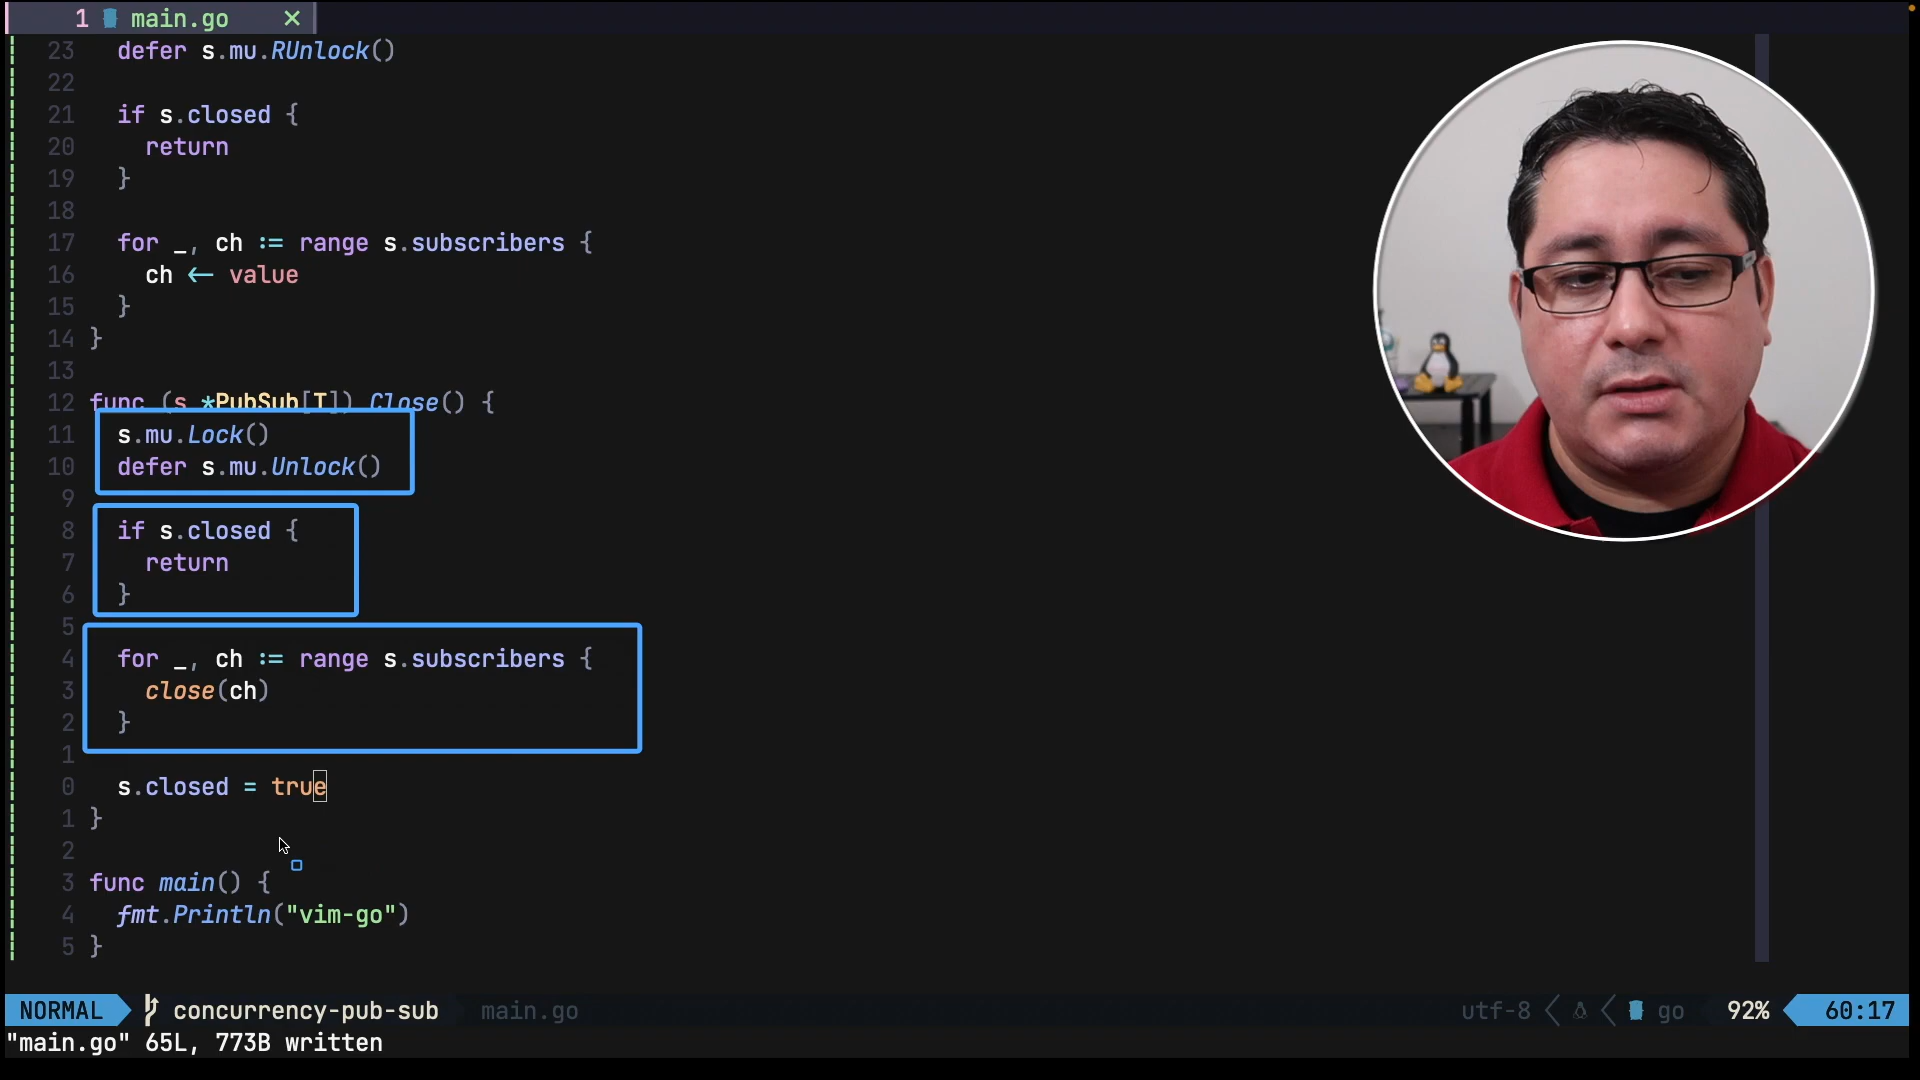 1 main.go ✕
23 defer s.mu.RUnlock()
22
21 if s.closed {
20 return
19 }
18
17 for _, ch := range s.subscribers {
16 ch <- value
15 }
14 }
13
12 func (s *PubSub[T]) Close() {
11 s.mu.Lock()
10 defer s.mu.Unlock()
9
8 if s.closed {
7 return
6 }
5
4 for _, ch := range s.subscribers {
3 close(ch)
2 }
1
0 s.closed = true
1 }
2
3 func main() {
4 fmt.Println("vim-go")
5 }
NORMAL concurrency-pub-sub main.go utf-8 go 92% 60:17
"main.go" 65L, 773B written